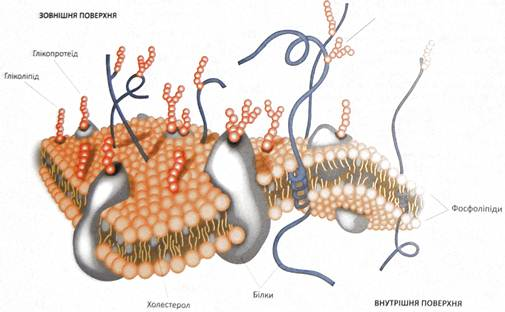 ЗОВНІШНЯ ПОВЕРХНЯ
Глікопротеїд
Гліколіпід
Фосфоліпіди
Білки
Холестерол
ВНУТРІШНЯ ПОВЕРХНЯ